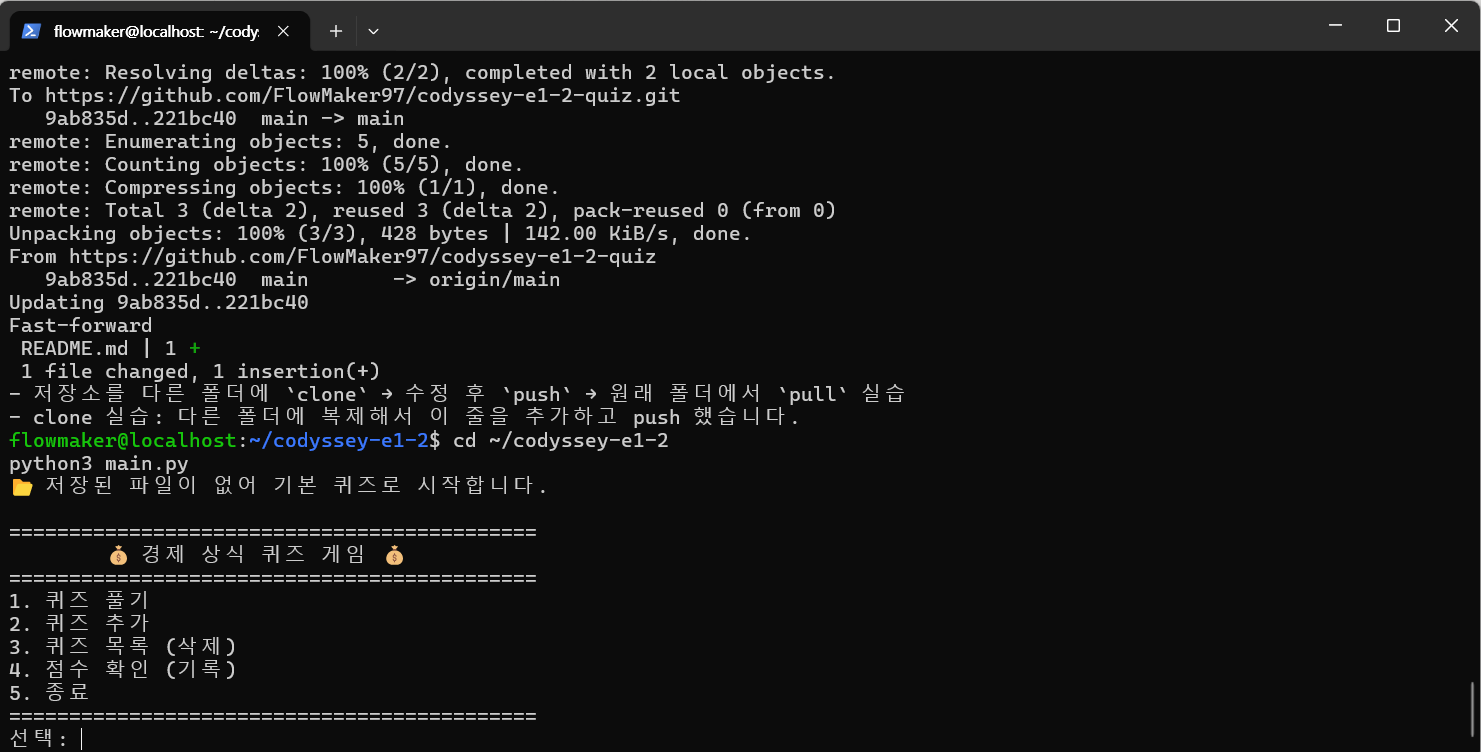 flowmaker@localhost: ~/cody
remote: Resolving deltas: 100% (2/2), completed with 2 local objects.
To https://github.com/FlowMaker97/codyssey-e1-2-quiz.git
   9ab835d..221bc40  main -> main
remote: Enumerating objects: 5, done.
remote: Counting objects: 100% (5/5), done.
remote: Compressing objects: 100% (1/1), done.
remote: Total 3 (delta 2), reused 3 (delta 2), pack-reused 0 (from 0)
Unpacking objects: 100% (3/3), 428 bytes | 142.00 KiB/s, done.
From https://github.com/FlowMaker97/codyssey-e1-2-quiz
   9ab835d..221bc40  main       -> origin/main
Updating 9ab835d..221bc40
Fast-forward
 README.md | 1 +
 1 file changed, 1 insertion(+)
- 저장소를 다른 폴더에 `clone` → 수정 후 `push` → 원래 폴더에서 `pull` 실습
- clone 실습: 다른 폴더에 복제해서 이 줄을 추가하고 push 했습니다.
flowmaker@localhost:~/codyssey-e1-2$ cd ~/codyssey-e1-2
python3 main.py
📂 저장된 파일이 없어 기본 퀴즈로 시작합니다.
============================================
💰 경제 상식 퀴즈 게임 💰
============================================
1. 퀴즈 풀기
2. 퀴즈 추가
3. 퀴즈 목록 (삭제)
4. 점수 확인 (기록)
5. 종료
============================================
선택: